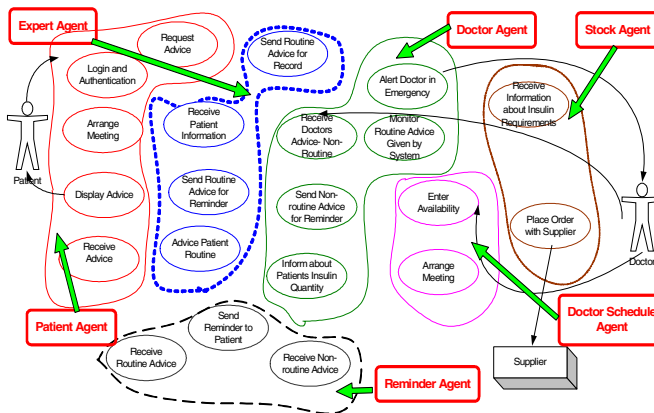 Expert Agent
Request
Advice
Login and
Authentication
Arrange
Meeting
Display Advice
Receive
Advice
Patient
Patient Agent
Send Routine
Advice for
Record
Receive
Patient
Information
Send Routine
Advice for
Reminder
Advice Patient
Routine
Doctor Agent
Alert Doctor in
Emergency
Receive
Doctors
Advice- Non-
Routine
Monitor
Routine Advice
Given by
System
Send Non-
routine Advice
for Reminder
Inform about
Patients Insulin
Quantity
Enter
Availability
Arrange
Meeting
Stock Agent
Receive
Information
about Insulin
Requirements
Place Order
with Supplier
Doctor
Doctor Schedule
Agent
Supplier
Send
Reminder to
Patient
Receive
Routine Advice
Receive Non-
routine Advice
Reminder Agent